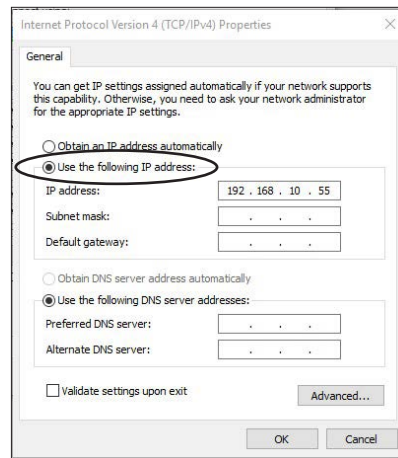 Internet Protocol Version 4 (TCP/IPv4) Properties
General
You can get IP settings assigned automatically if your network supports
this capability. Otherwise, you need to ask your network administrator
for the appropriate IP settings.
Obtain an IP address automatically
Use the following IP address:
IP address: 192 . 168 . 10 . 55
Subnet mask: . . .
Default gateway: . . .
Obtain DNS server address automatically
Use the following DNS server addresses:
Preferred DNS server: . . .
Alternate DNS server: . . .
Validate settings upon exit
Advanced...
OK Cancel